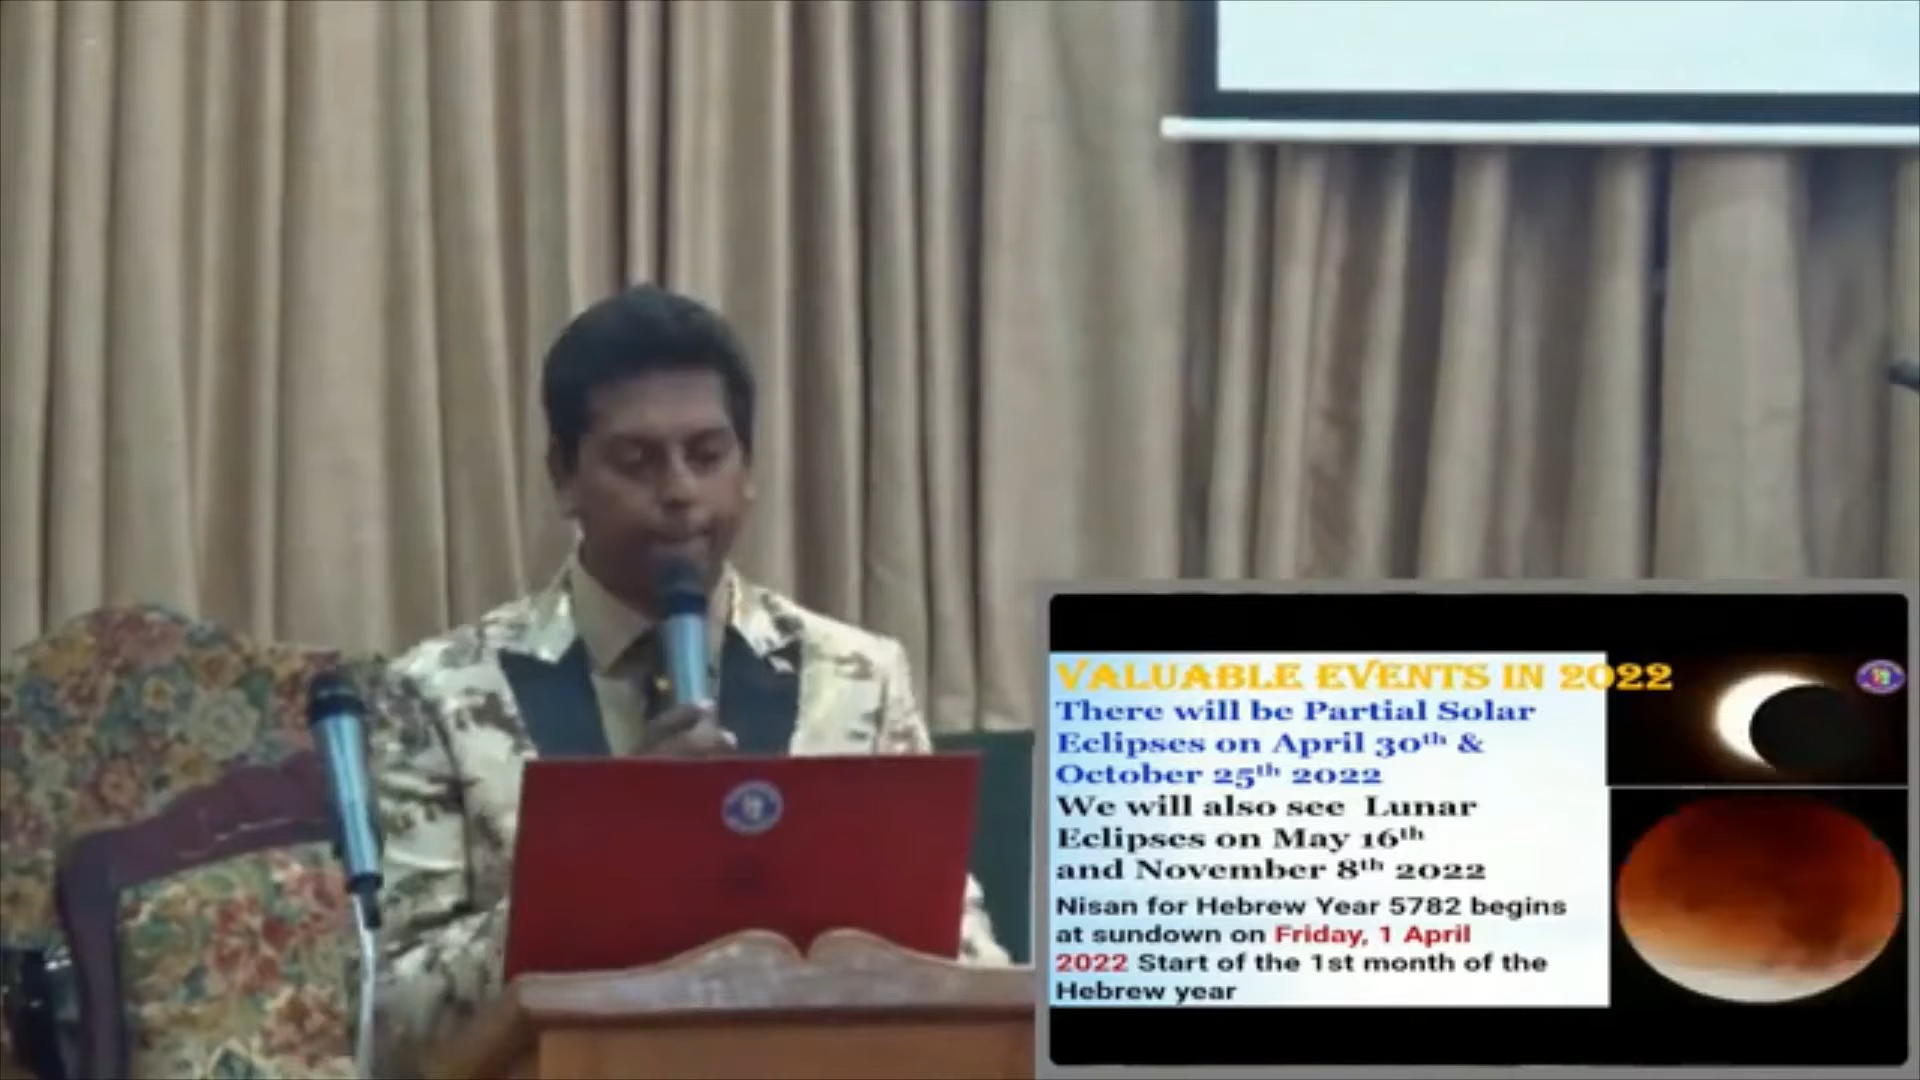 VALUABLE EVENTS IN 2022
There will be Partial Solar
Eclipses on April 30th &
October 25th 2022
We will also see Lunar
Eclipses on May 16th
and November 8th 2022
Nisan for Hebrew Year 5782 begins
at sundown on Friday, 1 April
2022 Start of the 1st month of the
Hebrew year